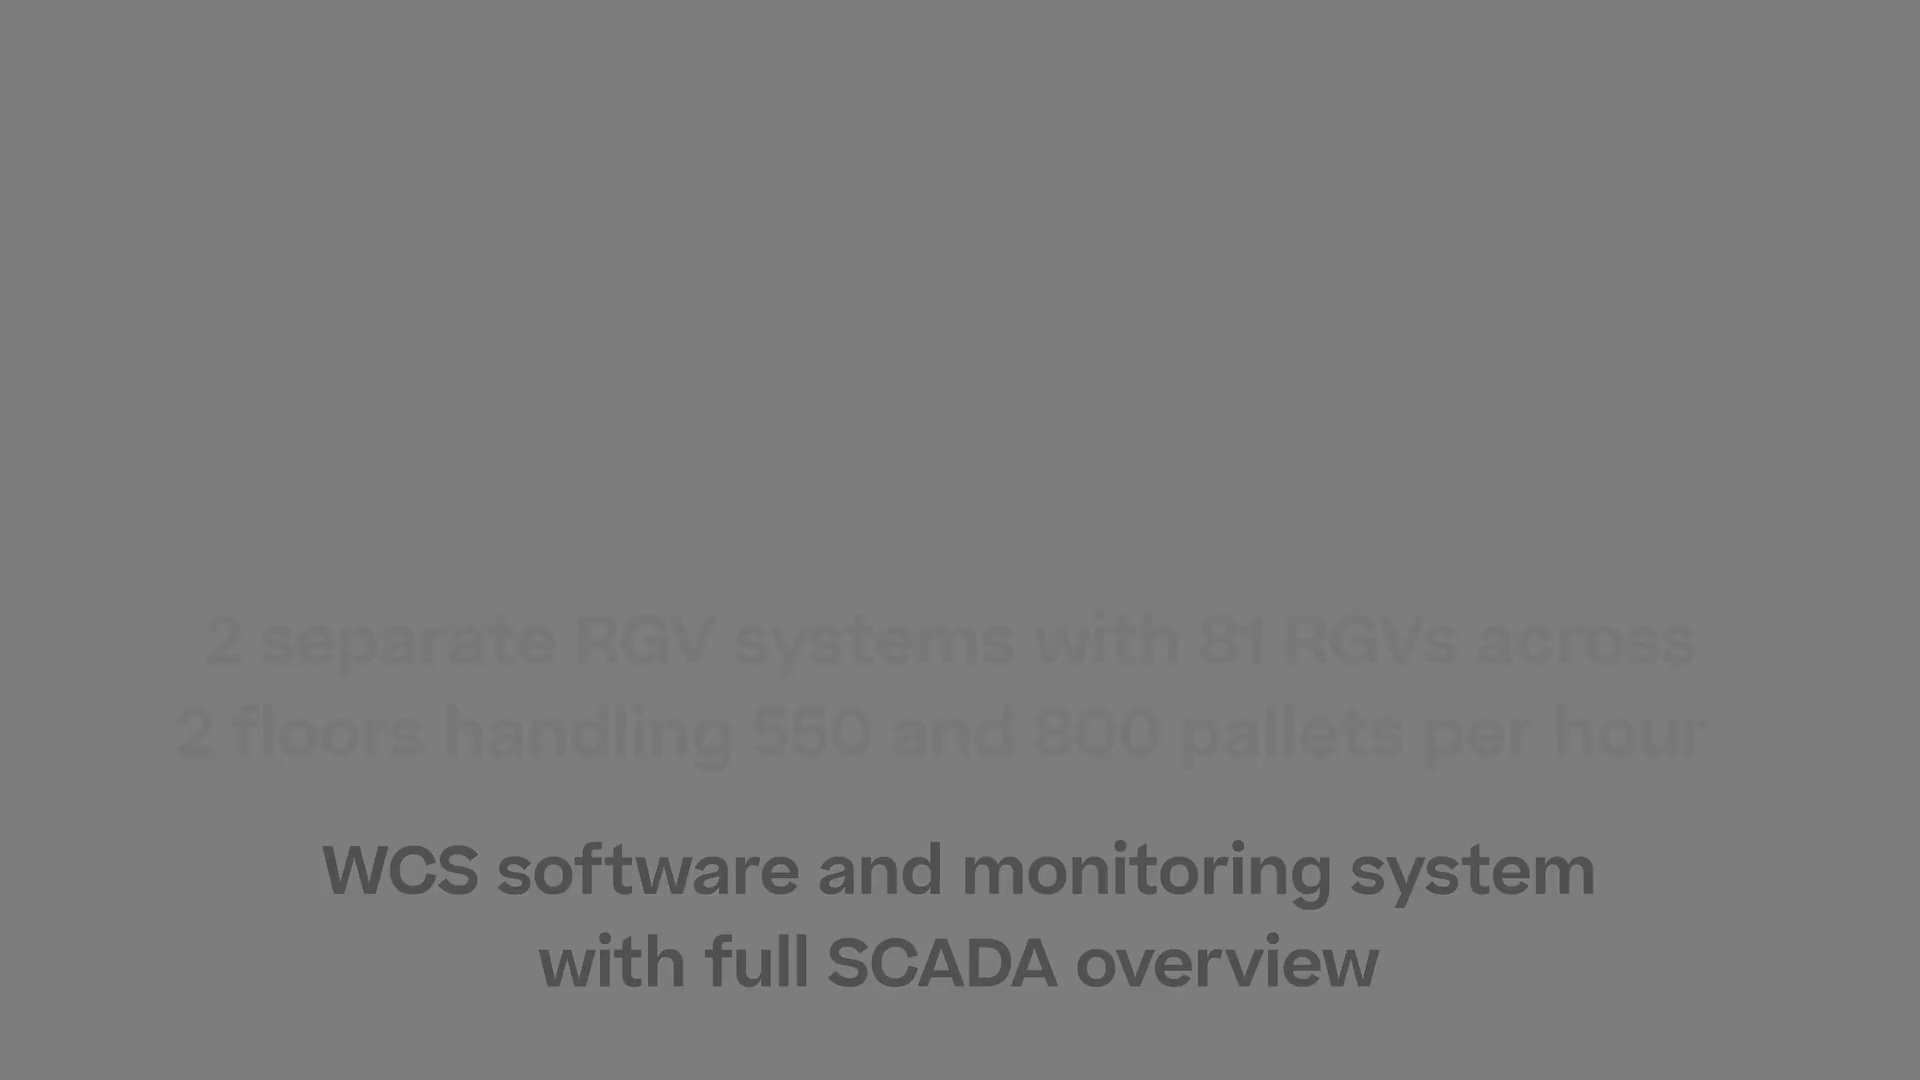 2 separate RGV systems with 81 RGVs across
2 floors handling 550 and 800 pallets per hour
WCS software and monitoring system
with full SCADA overview